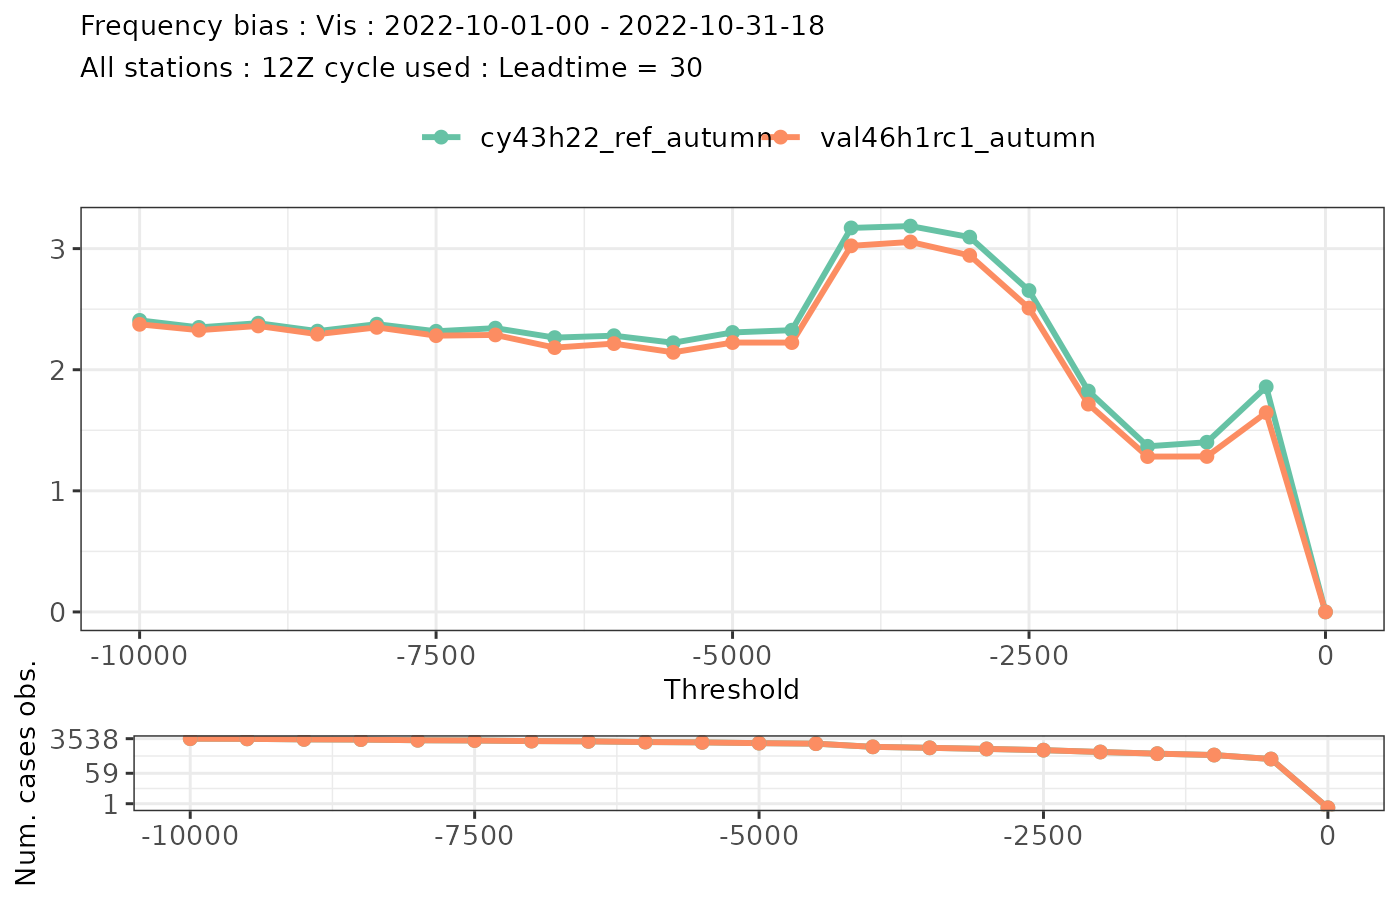 Frequency bias : Vis : 2022-10-01-00 - 2022-10-31-18
All stations : 12Z cycle used : Leadtime = 30
cy43h22_ref_autumn val46h1rc1_autumn
3
2
1
0
-10000 -7500 -5000 -2500 0
Threshold
Num. cases obs.
3538
59
1
-10000 -7500 -5000 -2500 0